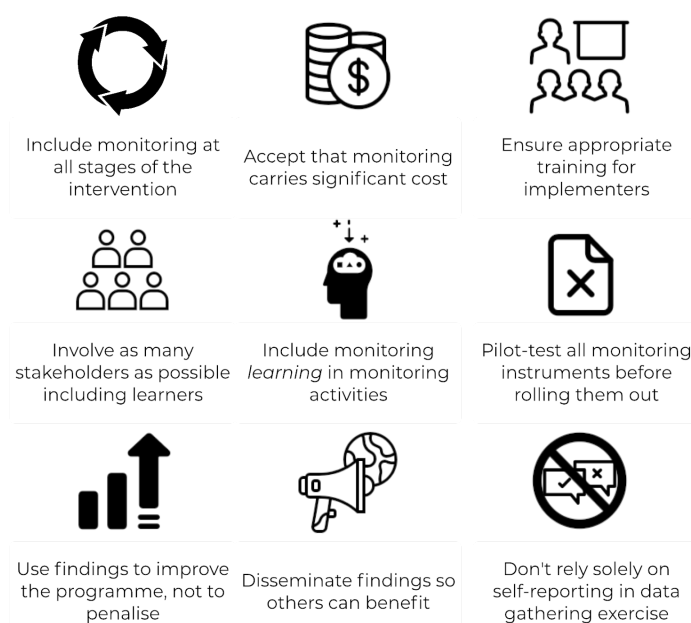 Include monitoring at
all stages of the
intervention
Accept that monitoring
carries significant cost
Ensure appropriate
training for
implementers
Involve as many
stakeholders as possible
including learners
Include monitoring
learning in monitoring
activities
Pilot-test all monitoring
instruments before
rolling them out
Use findings to improve
the programme, not to
penalise
Disseminate findings so
others can benefit
Don't rely solely on
self-reporting in data
gathering exercise